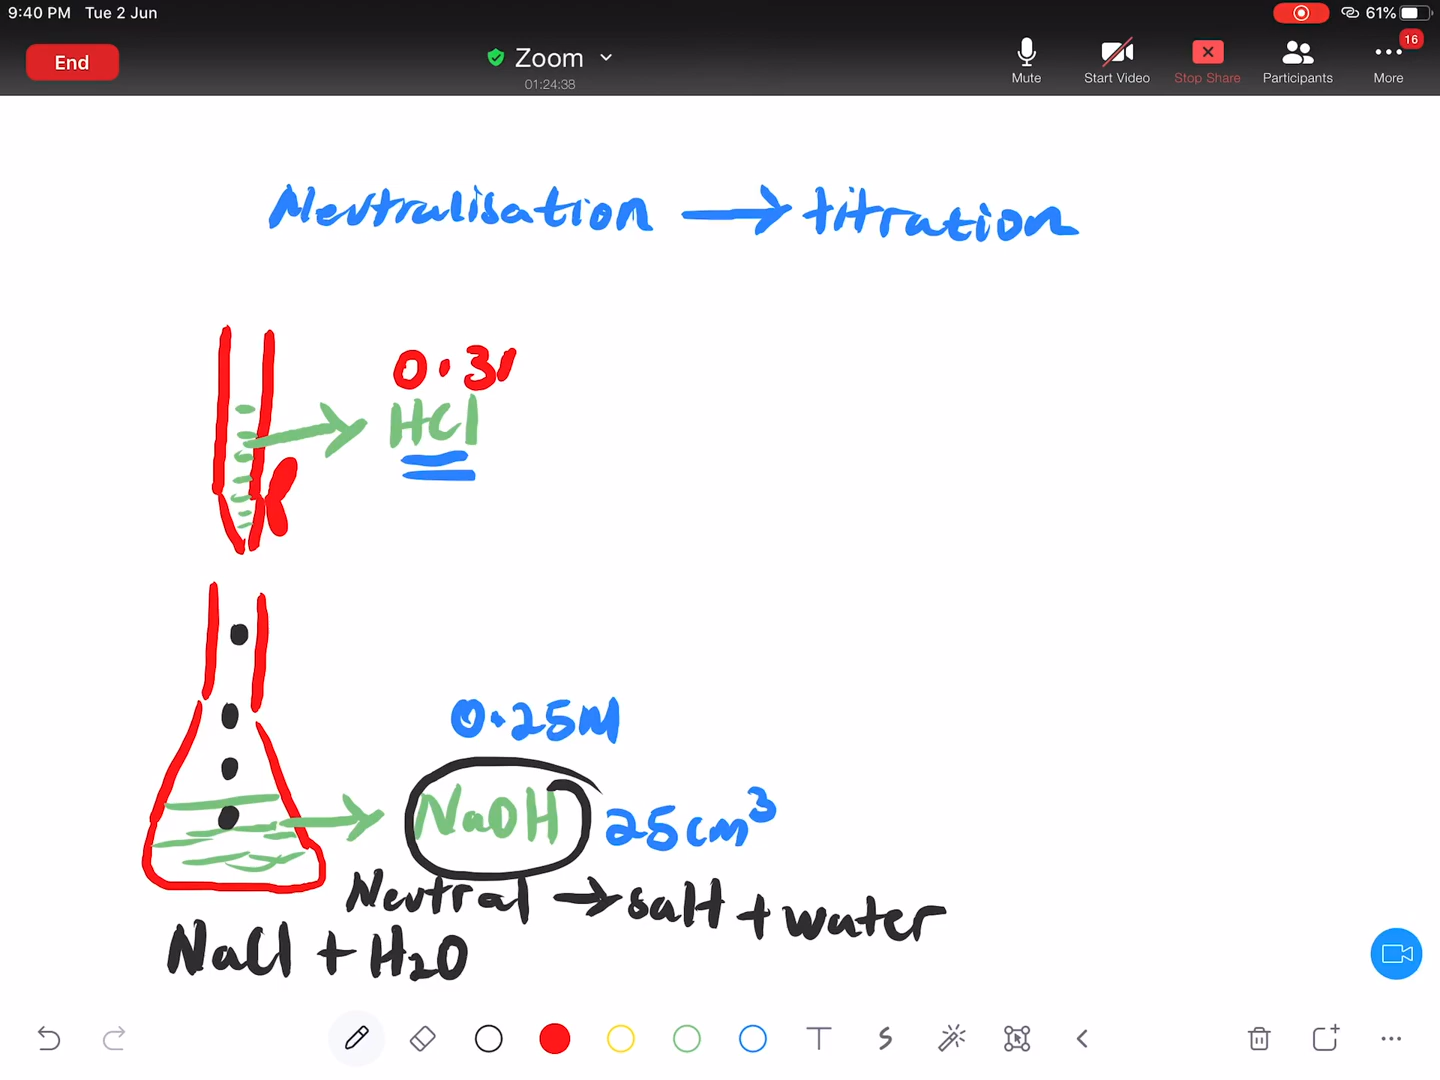 9:40 PM Tue 2 Jun
61%
End
Zoom
01:24:38
Mute
Start Video
Stop Share
Participants
16
More
Neutralisation → titration
0.3
HCl
0.25M
NaOH 25cm³
Neutral → salt + water
NaCl + H₂O
T